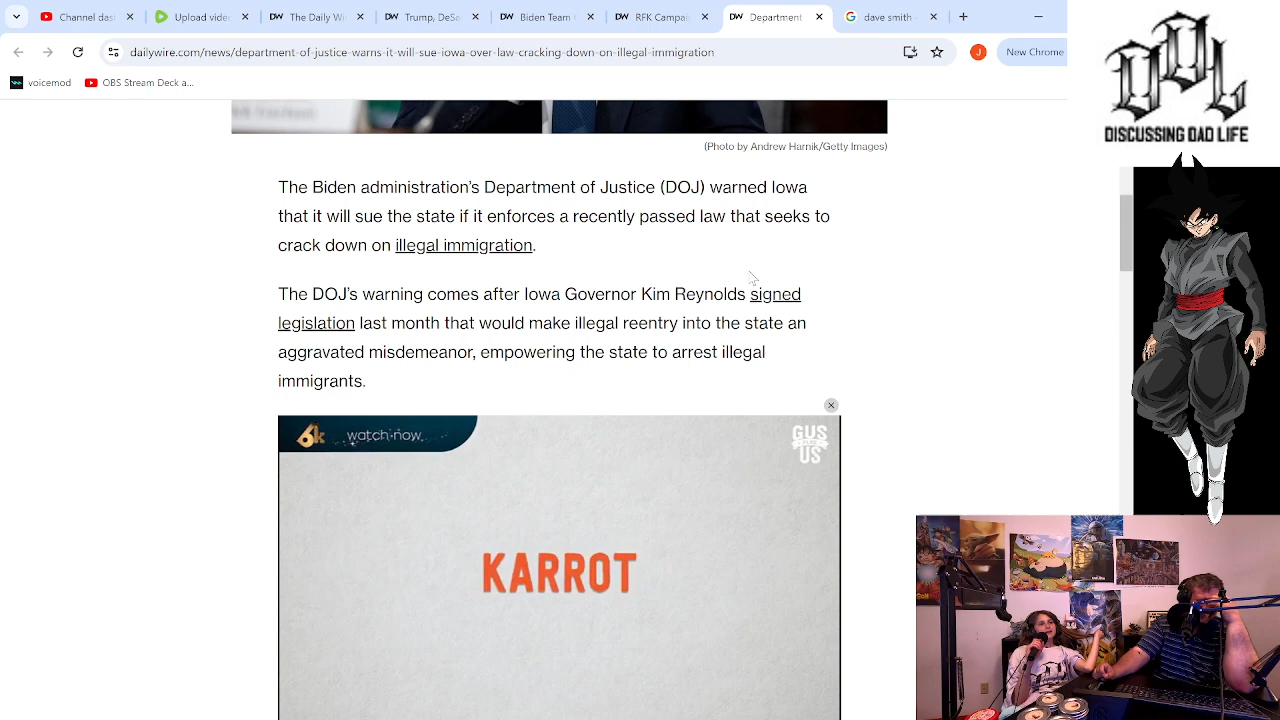 Channel das
Upload vide
The Daily Wi
Trump, DeSa
Biden Team
RFK Campai
Department
dave smith -
dailywire.com/news/department-of-justice-warns-it-will-sue-iowa-over-law-cracking-down-on-illegal-immigration
J
New Chrome
voicemod
OBS Stream Deck a...
DDL
DISCUSSING DAD LIFE
(Photo by Andrew Harnik/Getty Images)
The Biden administration's Department of Justice (DOJ) warned Iowa
that it will sue the state if it enforces a recently passed law that seeks to
crack down on illegal immigration.
The DOJ's warning comes after Iowa Governor Kim Reynolds signed
legislation last month that would make illegal reentry into the state an
aggravated misdemeanor, empowering the state to arrest illegal
immigrants.
watch now
GUS
PLUS
US
KARROT